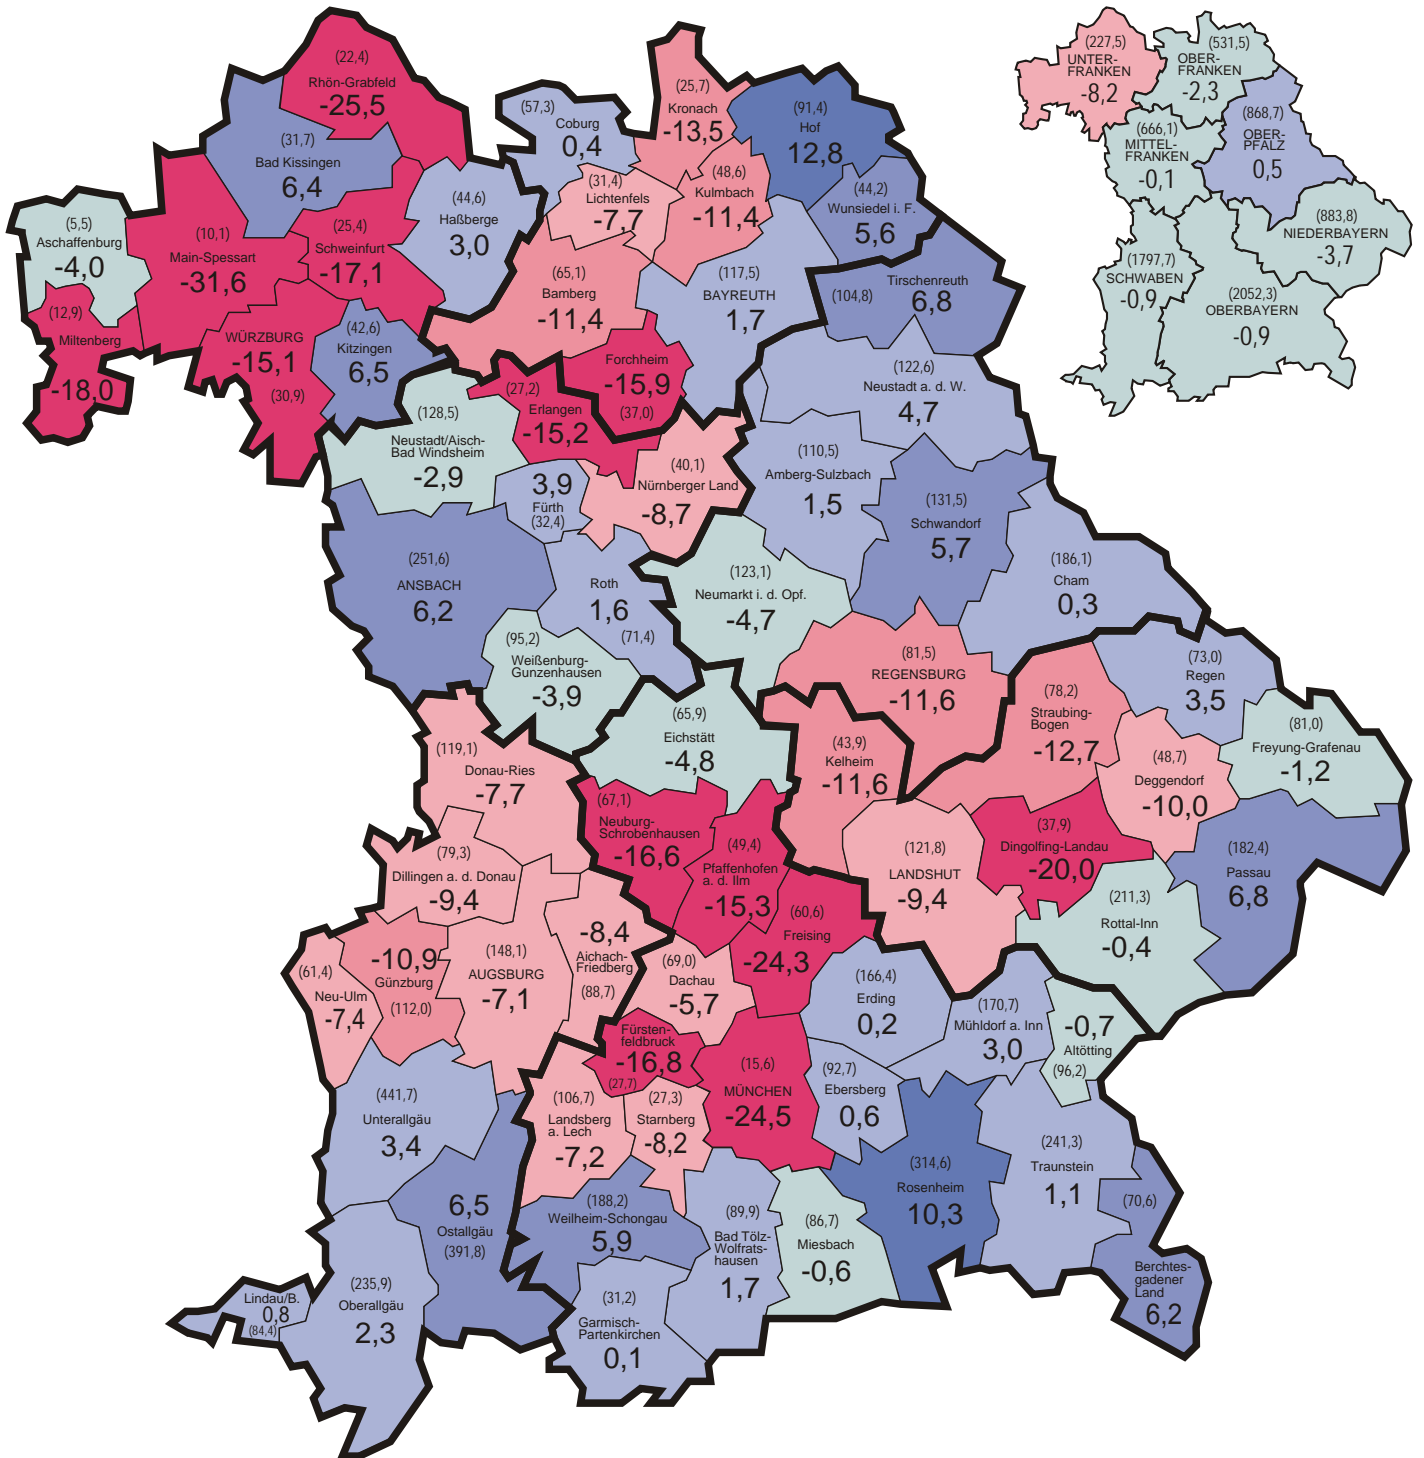 (22,4)
Rhön-Grabfeld
-25,5
(31,7)
Bad Kissingen
6,4
(5,5)
Aschaffenburg
-4,0
(10,1)
Main-Spessart
-31,6
(25,4)
Schweinfurt
-17,1
(44,6)
Haßberge
3,0
(12,9)
Miltenberg
-18,0
WÜRZBURG
-15,1
(30,9)
(42,6)
Kitzingen
6,5
(57,3)
Coburg
0,4
(25,7)
Kronach
-13,5
(91,4)
Hof
12,8
(31,4)
Lichtenfels
-7,7
(48,6)
Kulmbach
-11,4
(44,2)
Wunsiedel i. F.
5,6
(65,1)
Bamberg
-11,4
(117,5)
BAYREUTH
1,7
Forchheim
-15,9
(37,0)
(104,8)
Tirschenreuth
6,8
(122,6)
Neustadt a. d. W.
4,7
(110,5)
Amberg-Sulzbach
1,5
(131,5)
Schwandorf
5,7
(186,1)
Cham
0,3
(123,1)
Neumarkt i. d. Opf.
-4,7
(81,5)
REGENSBURG
-11,6
(128,5)
Neustadt/Aisch-
Bad Windsheim
-2,9
(27,2)
Erlangen
-15,2
3,9
Fürth
(32,4)
(40,1)
Nürnberger Land
-8,7
(251,6)
ANSBACH
6,2
Roth
1,6
(71,4)
(95,2)
Weißenburg-
Gunzenhausen
-3,9
(65,9)
Eichstätt
-4,8
(43,9)
Kelheim
-11,6
(78,2)
Straubing-
Bogen
-12,7
(73,0)
Regen
3,5
(81,0)
Freyung-Grafenau
-1,2
(48,7)
Deggendorf
-10,0
(37,9)
Dingolfing-Landau
-20,0
(121,8)
LANDSHUT
-9,4
(182,4)
Passau
6,8
(211,3)
Rottal-Inn
-0,4
(119,1)
Donau-Ries
-7,7
(79,3)
Dillingen a. d. Donau
-9,4
(61,4)
Neu-Ulm
-7,4
-10,9
Günzburg
(112,0)
(148,1)
AUGSBURG
-7,1
-8,4
Aichach-
Friedberg
(88,7)
(67,1)
Neuburg-
Schrobenhausen
-16,6
(49,4)
Pfaffenhofen
a. d. Ilm
-15,3
(60,6)
Freising
-24,3
(69,0)
Dachau
-5,7
(166,4)
Erding
0,2
(170,7)
Mühldorf a. Inn
3,0
-0,7
Altötting
(96,2)
Fürsten-
feldbruck
-16,8
(27,7)
(15,6)
MÜNCHEN
-24,5
(92,7)
Ebersberg
0,6
(106,7)
Landsberg
a. Lech
-7,2
(27,3)
Starnberg
-8,2
(441,7)
Unterallgäu
3,4
6,5
Ostallgäu
(391,8)
(188,2)
Weilheim-Schongau
5,9
(89,9)
Bad Tölz-
Wolfrats-
hausen
1,7
(86,7)
Miesbach
-0,6
(314,6)
Rosenheim
10,3
(241,3)
Traunstein
1,1
(70,6)
Berchtes-
gadener
Land
6,2
Lindau/B.
0,8
(84,4)
(235,9)
Oberallgäu
2,3
(31,2)
Garmisch-
Partenkirchen
0,1
(227,5)
UNTER-
FRANKEN
-8,2
(531,5)
OBER-
FRANKEN
-2,3
(666,1)
MITTEL-
FRANKEN
-0,1
(868,7)
OBER-
PFALZ
0,5
(883,8)
NIEDERBAYERN
-3,7
(1797,7)
SCHWABEN
-0,9
(2052,3)
OBERBAYERN
-0,9